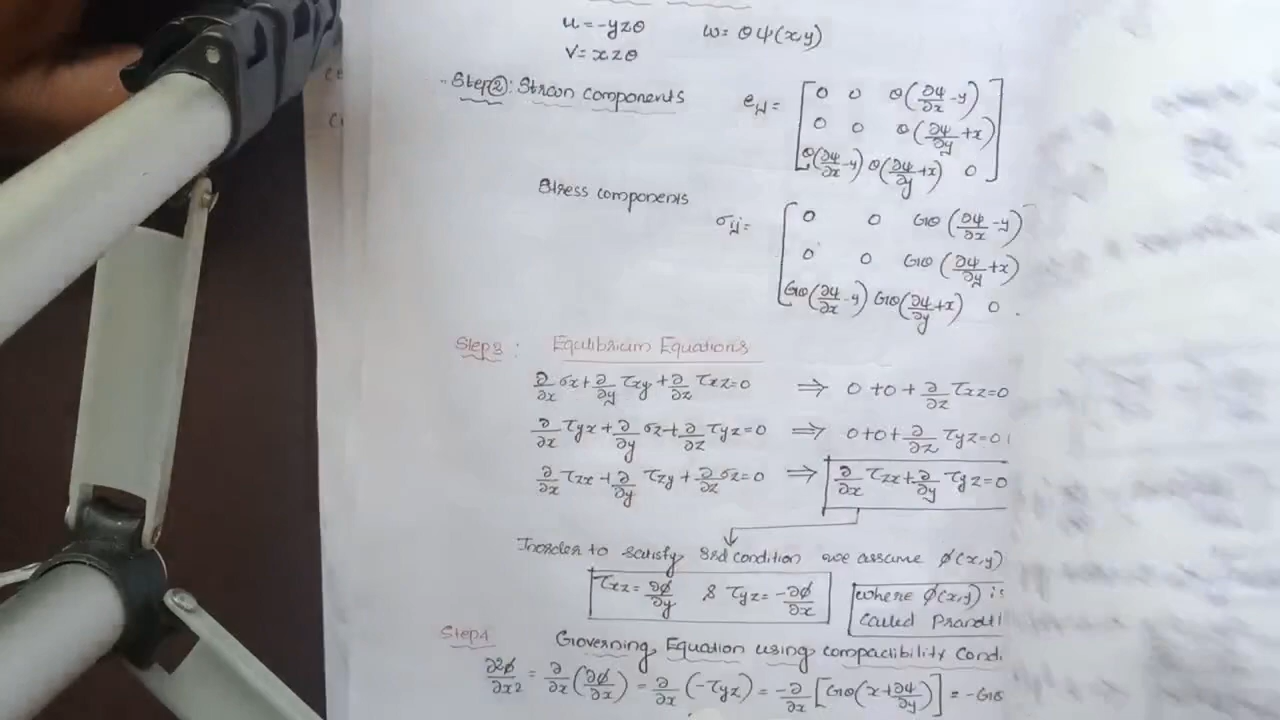 u = -yzθ w = θψ(x,y)
v = xzθ
Step②: Strain components eᵢⱼ = [ 0 0 θ(∂ψ/∂x - y)
0 0 θ(∂ψ/∂y + x)
θ(∂ψ/∂x - y) θ(∂ψ/∂y + x) 0 ]
Stress components σᵢⱼ = [ 0 0 Gθ(∂ψ/∂x - y)
0 0 Gθ(∂ψ/∂y + x)
Gθ(∂ψ/∂x - y) Gθ(∂ψ/∂y + x) 0
Step3: Equlibrium Equations
∂/∂x σx + ∂/∂y τxy + ∂/∂z τxz = 0 ⇒ 0 + 0 + ∂/∂z τxz = 0
∂/∂x τyx + ∂/∂y σz + ∂/∂z τyz = 0 ⇒ 0 + 0 + ∂/∂z τyz = 0
∂/∂x τzx + ∂/∂y τzy + ∂/∂z σz = 0 ⇒ ∂/∂x τzx + ∂/∂y τyz = 0
Inorder to satisfy 3rd condition we assume ϕ(x,y)
τxz = ∂ϕ/∂y & τyz = -∂ϕ/∂x where ϕ(x,y) is
called Prandtl
Step4 Governing Equation using compacibility Cond.
∂2ϕ/∂x² = ∂/∂x (∂ϕ/∂x) = ∂/∂x (-τyz) = -∂/∂x [Gθ(x + ∂ψ/∂y)] = -Gθ